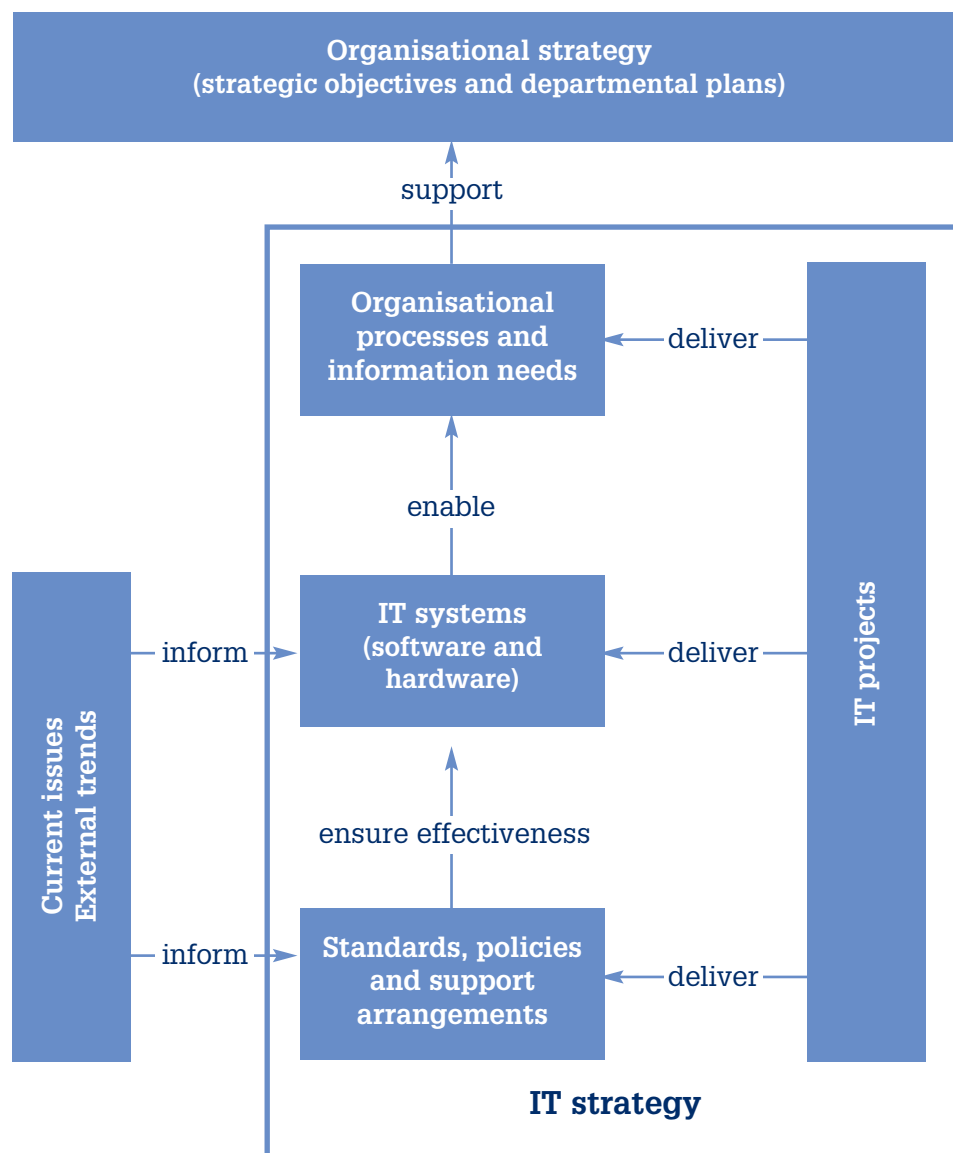 Organisational strategy
(strategic objectives and departmental plans)
support
Organisational
processes and
information needs
deliver
enable
IT systems
(software and
hardware)
inform
deliver
IT projects
Current issues
External trends
ensure effectiveness
Standards, policies
and support
arrangements
inform
deliver
IT strategy